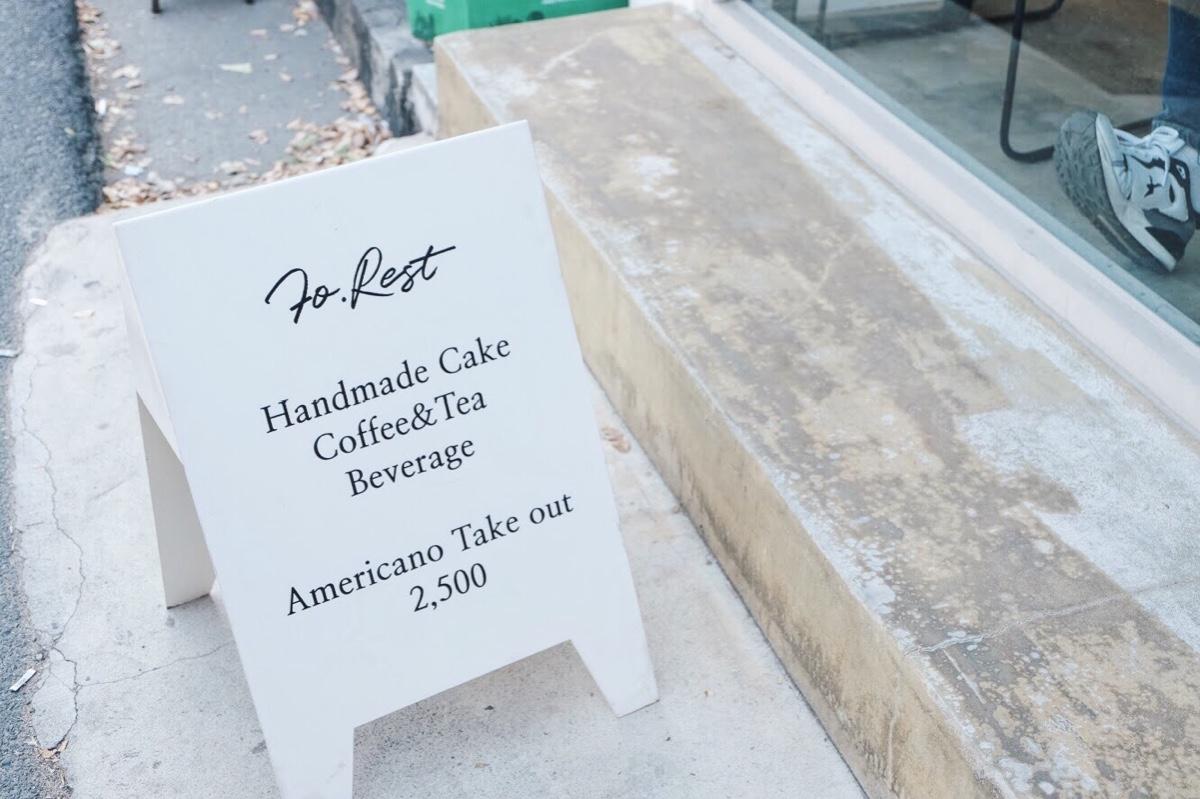 Fo.Rest
Handmade Cake
Coffee&Tea
Beverage
Americano Take out
2,500